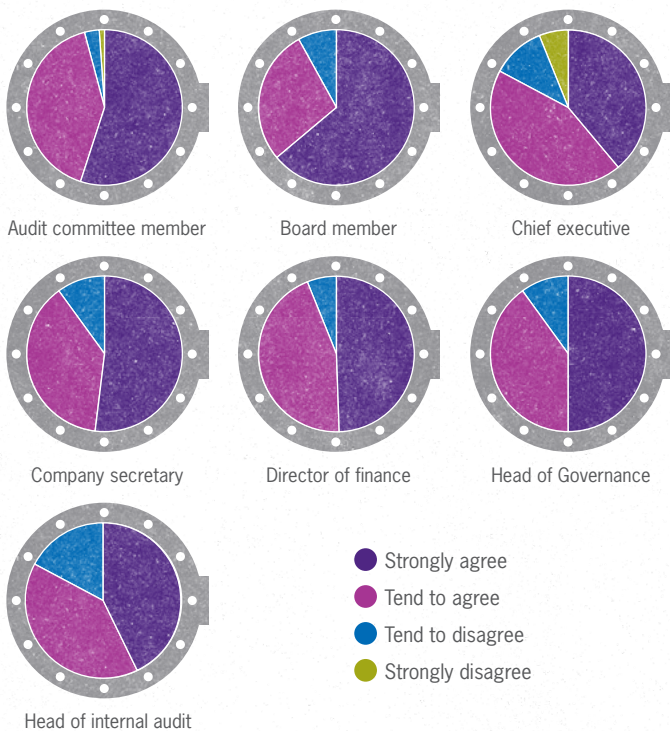 Audit committee member
Board member
Chief executive
Company secretary
Director of finance
Head of Governance
Head of internal audit
Strongly agree
Tend to agree
Tend to disagree
Strongly disagree